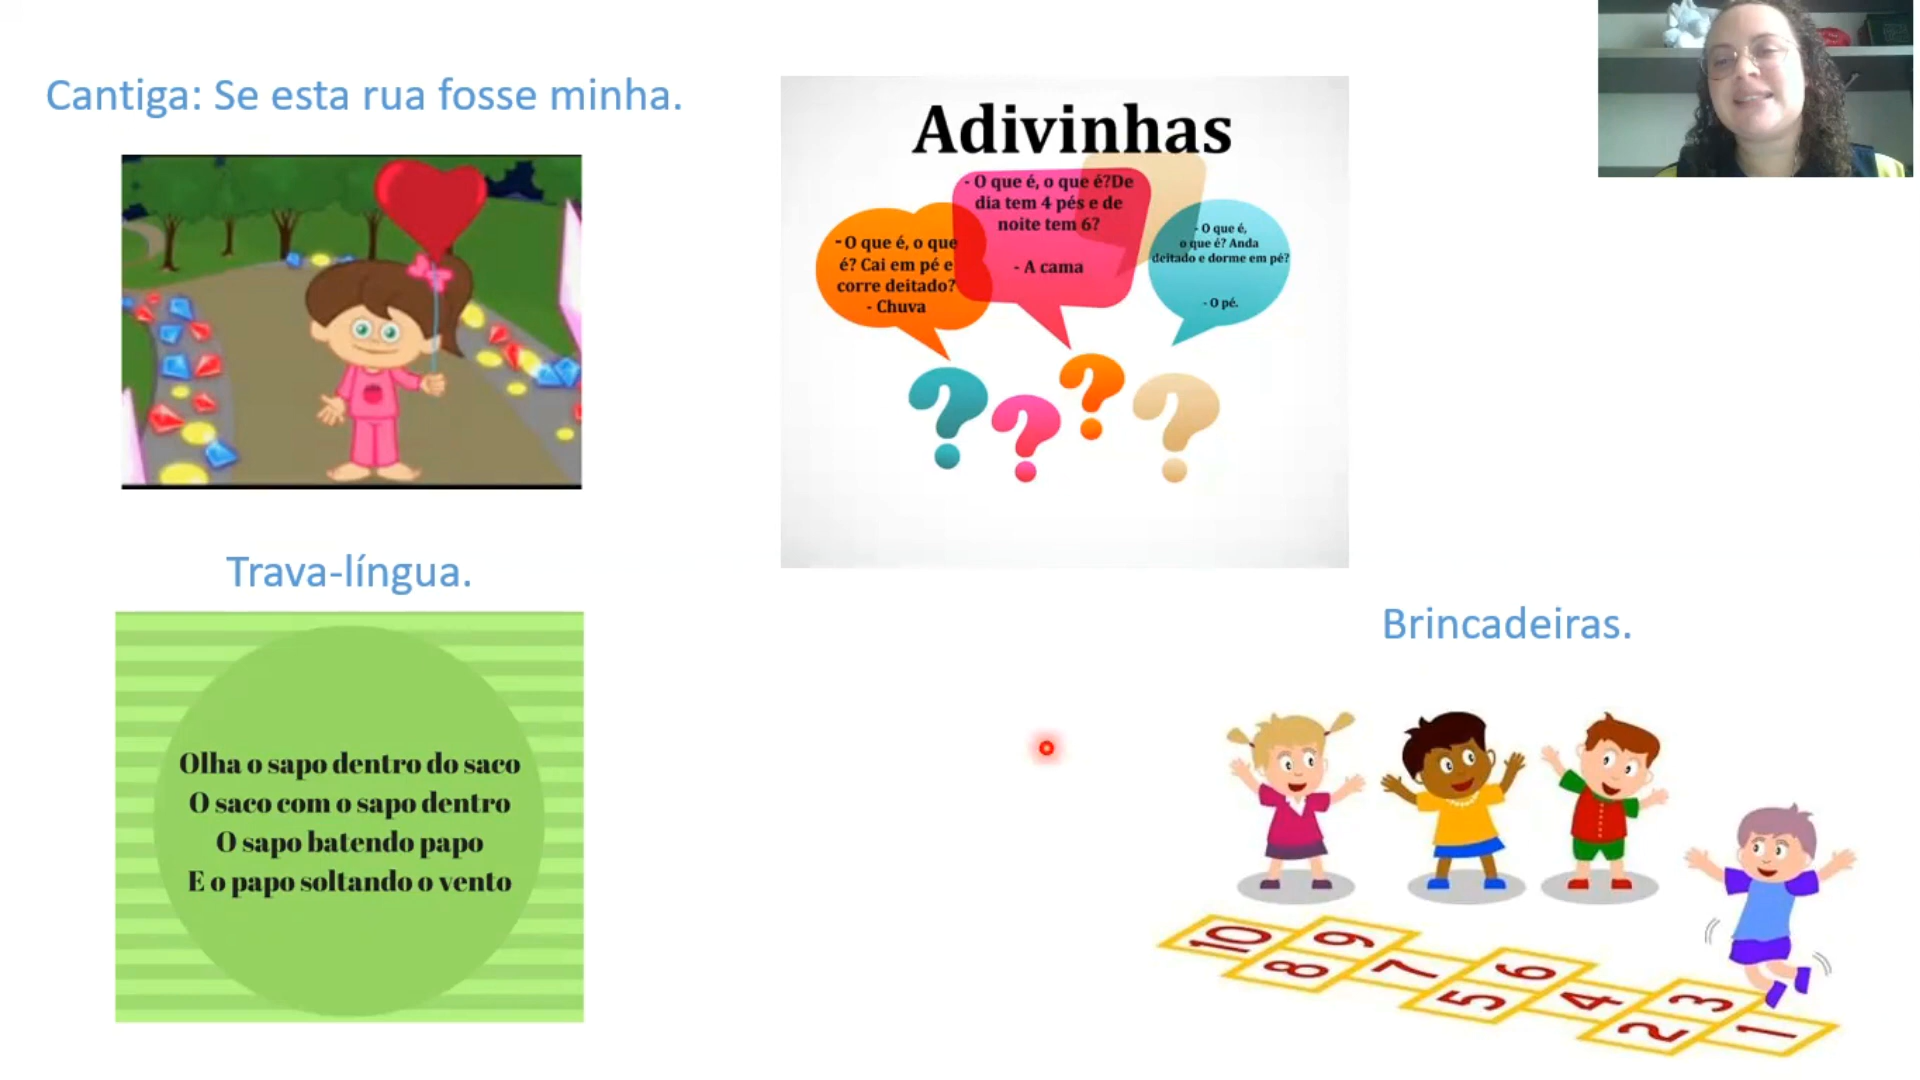 Cantiga: Se esta rua fosse minha.
Adivinhas
- O que é, o que é?De
dia tem 4 pés e de
noite tem 6?
- A cama
- O que é, o que
é? Cai em pé e
corre deitado?
- Chuva
- O que é,
o que é? Anda
deitado e dorme em pé?
- O pé.
? ? ? ?
Trava-língua.
Olha o sapo dentro do saco
O saco com o sapo dentro
O sapo batendo papo
E o papo soltando o vento
Brincadeiras.
10 9
8 7 6
5 4 3
2 1